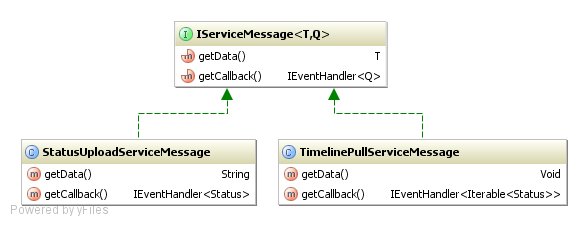 IServiceMessage<T,Q>
getData() T
getCallback() IEventHandler<Q>
StatusUploadServiceMessage
getData() String
getCallback() IEventHandler<Status>
TimelinePullServiceMessage
getData() Void
getCallback() IEventHandler<Iterable<Status>>
Powered by yFiles